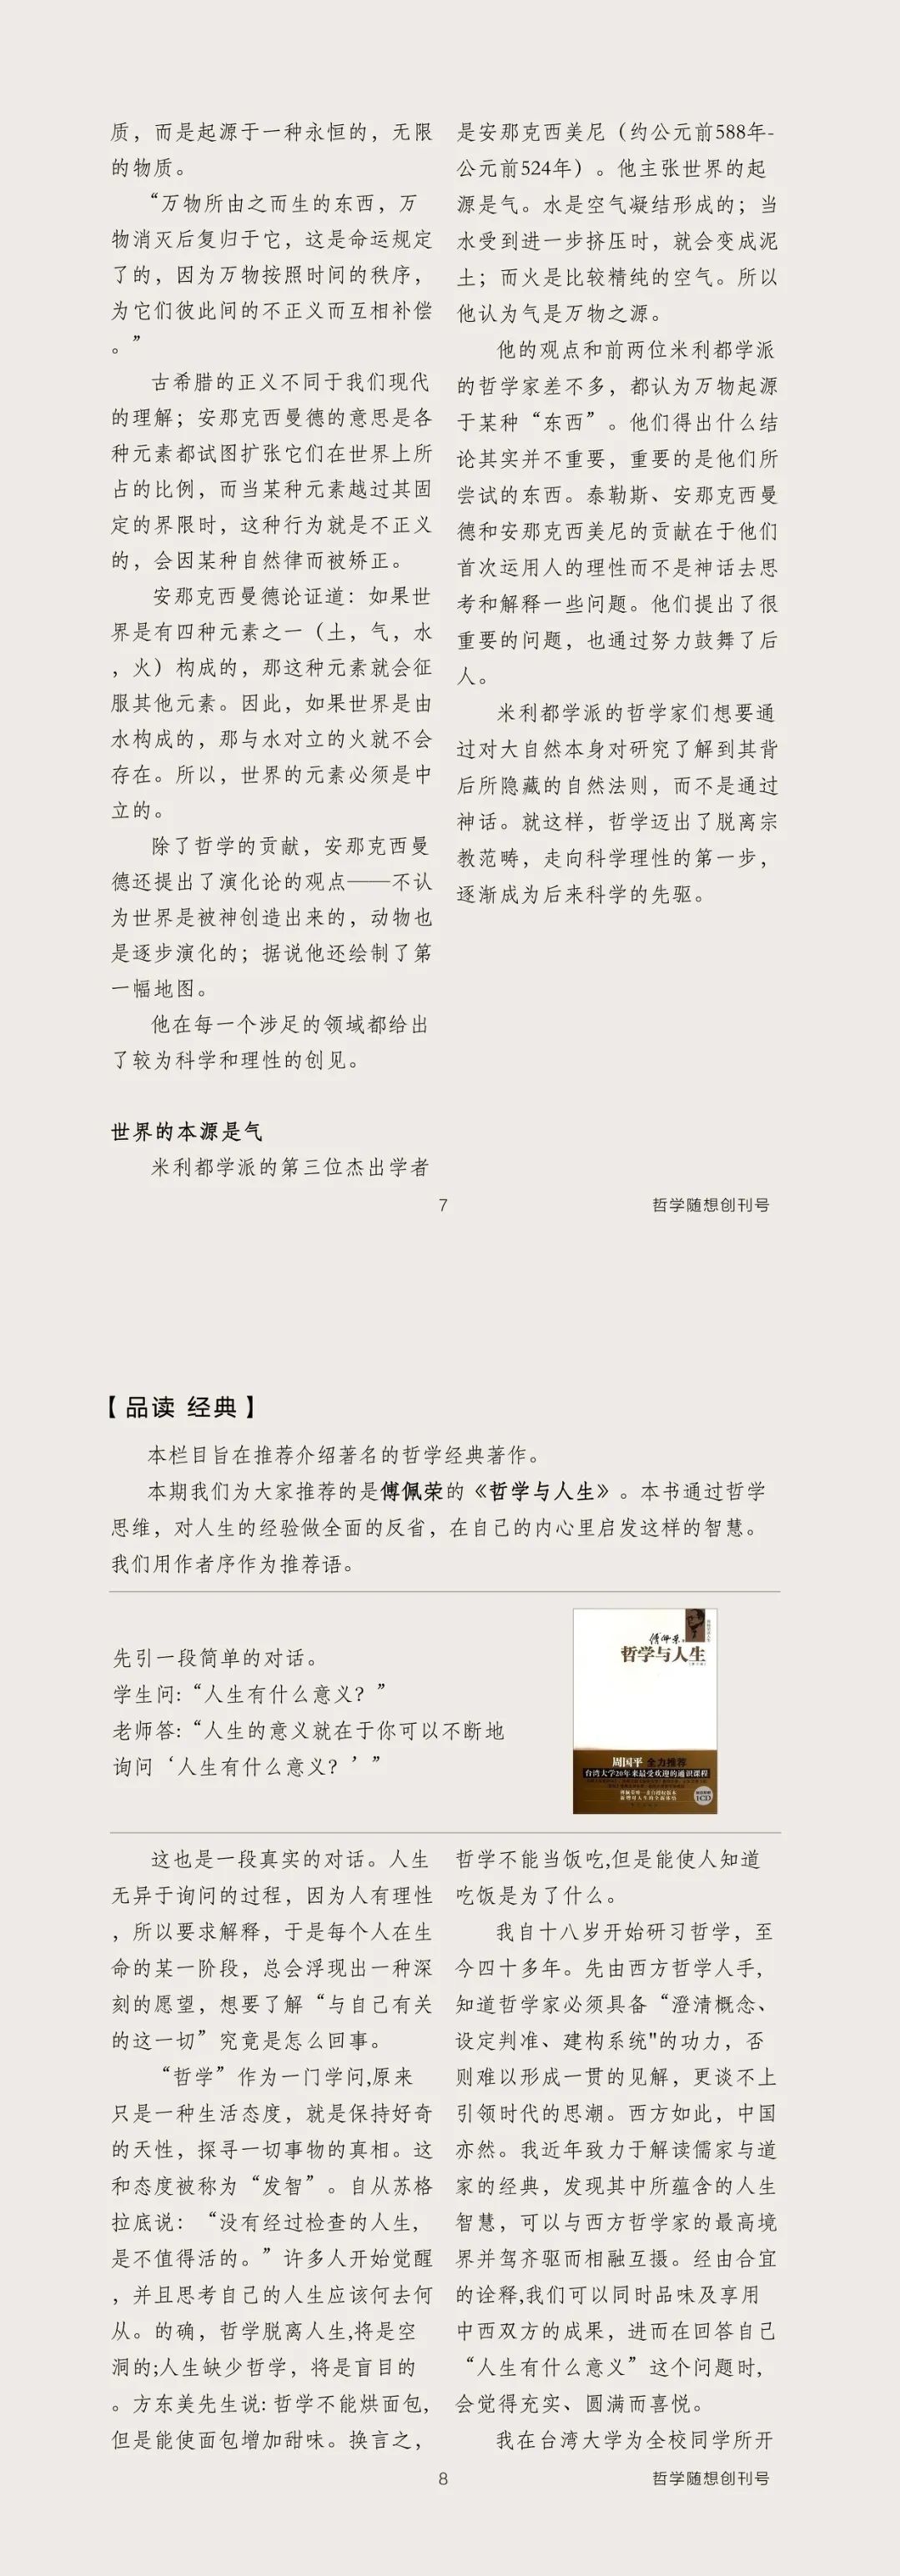 质，而是起源于一种永恒的，无限
的物质。
“万物所由之而生的东西，万
物消灭后复归于它，这是命运规定
了的，因为万物按照时间的秩序，
为它们彼此间的不正义而互相补偿
。”
古希腊的正义不同于我们现代
的理解；安那克西曼德的意思是各
种元素都试图扩张它们在世界上所
占的比例，而当某种元素越过其固
定的界限时，这种行为就是不正义
的，会因某种自然律而被矫正。
安那克西曼德论证道：如果世
界是有四种元素之一（土，气，水
，火）构成的，那这种元素就会征
服其他元素。因此，如果世界是由
水构成的，那与水对立的火就不会
存在。所以，世界的元素必须是中
立的。
除了哲学的贡献，安那克西曼
德还提出了演化论的观点——不认
为世界是被神创造出来的，动物也
是逐步演化的；据说他还绘制了第
一幅地图。
他在每一个涉足的领域都给出
了较为科学和理性的创见。
世界的本源是气
米利都学派的第三位杰出学者
是安那克西美尼（约公元前588年-
公元前524年）。他主张世界的起
源是气。水是空气凝结形成的；当
水受到进一步挤压时，就会变成泥
土；而火是比较精纯的空气。所以
他认为气是万物之源。
他的观点和前两位米利都学派
的哲学家差不多，都认为万物起源
于某种“东西”。他们得出什么结
论其实并不重要，重要的是他们所
尝试的东西。泰勒斯、安那克西曼
德和安那克西美尼的贡献在于他们
首次运用人的理性而不是神话去思
考和解释一些问题。他们提出了很
重要的问题，也通过努力鼓舞了后
人。
米利都学派的哲学家们想要通
过对大自然本身对研究了解到其背
后所隐藏的自然法则，而不是通过
神话。就这样，哲学迈出了脱离宗
教范畴，走向科学理性的第一步，
逐渐成为后来科学的先驱。
7
哲学随想创刊号
【品读 经典】
本栏目旨在推荐介绍著名的哲学经典著作。
本期我们为大家推荐的是傅佩荣的《哲学与人生》。本书通过哲学
思维，对人生的经验做全面的反省，在自己的内心里启发这样的智慧。
我们用作者序作为推荐语。
先引一段简单的对话。
学生问：“人生有什么意义？”
老师答：“人生的意义就在于你可以不断地
询问‘人生有什么意义？’”
傅佩荣
哲学与人生
周国平 全力推荐
台湾大学20年来最受欢迎的通识课程
1CD
这也是一段真实的对话。人生
无异于询问的过程，因为人有理性
，所以要求解释，于是每个人在生
命的某一阶段，总会浮现出一种深
刻的愿望，想要了解“与自己有关
的这一切”究竟是怎么回事。
“哲学”作为一门学问,原来
只是一种生活态度，就是保持好奇
的天性，探寻一切事物的真相。这
和态度被称为“发智”。自从苏格
拉底说：“没有经过检查的人生，
是不值得活的。”许多人开始觉醒
，并且思考自己的人生应该何去何
从。的确，哲学脱离人生,将是空
洞的;人生缺少哲学，将是盲目的
。方东美先生说：哲学不能烘面包，
但是能使面包增加甜味。换言之，
哲学不能当饭吃,但是能使人知道
吃饭是为了什么。
我自十八岁开始研习哲学，至
今四十多年。先由西方哲学人手，
知道哲学家必须具备“澄清概念、
设定判准、建构系统"的功力，否
则难以形成一贯的见解，更谈不上
引领时代的思潮。西方如此，中国
亦然。我近年致力于解读儒家与道
家的经典，发现其中所蕴含的人生
智慧，可以与西方哲学家的最高境
界并驾齐驱而相融互摄。经由合宜
的诠释,我们可以同时品味及享用
中西双方的成果，进而在回答自己
“人生有什么意义”这个问题时，
会觉得充实、圆满而喜悦。
我在台湾大学为全校同学所开
8
哲学随想创刊号